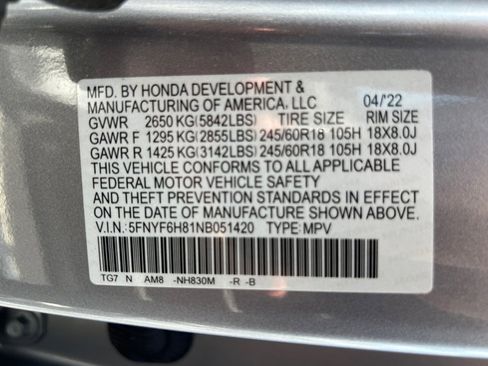 MFD. BY HONDA DEVELOPMENT &
MANUFACTURING OF AMERICA, LLC 04/'22
GVWR 2650 KG (5842LBS) TIRE SIZE RIM SIZE
GAWR F 1295 KG (2855LBS) 245/60R18 105H 18X8.0J
GAWR R 1425 KG (3142LBS) 245/60R18 105H 18X8.0J
THIS VEHICLE CONFORMS TO ALL APPLICABLE
FEDERAL MOTOR VEHICLE SAFETY
AND THEFT PREVENTION STANDARDS IN EFFECT
ON THE DATE OF MANUFACTURE SHOWN ABOVE.
V.I.N.: 5FNYF6H81NB051420 TYPE: MPV
TG7 N AM8 -NH830M -R -B